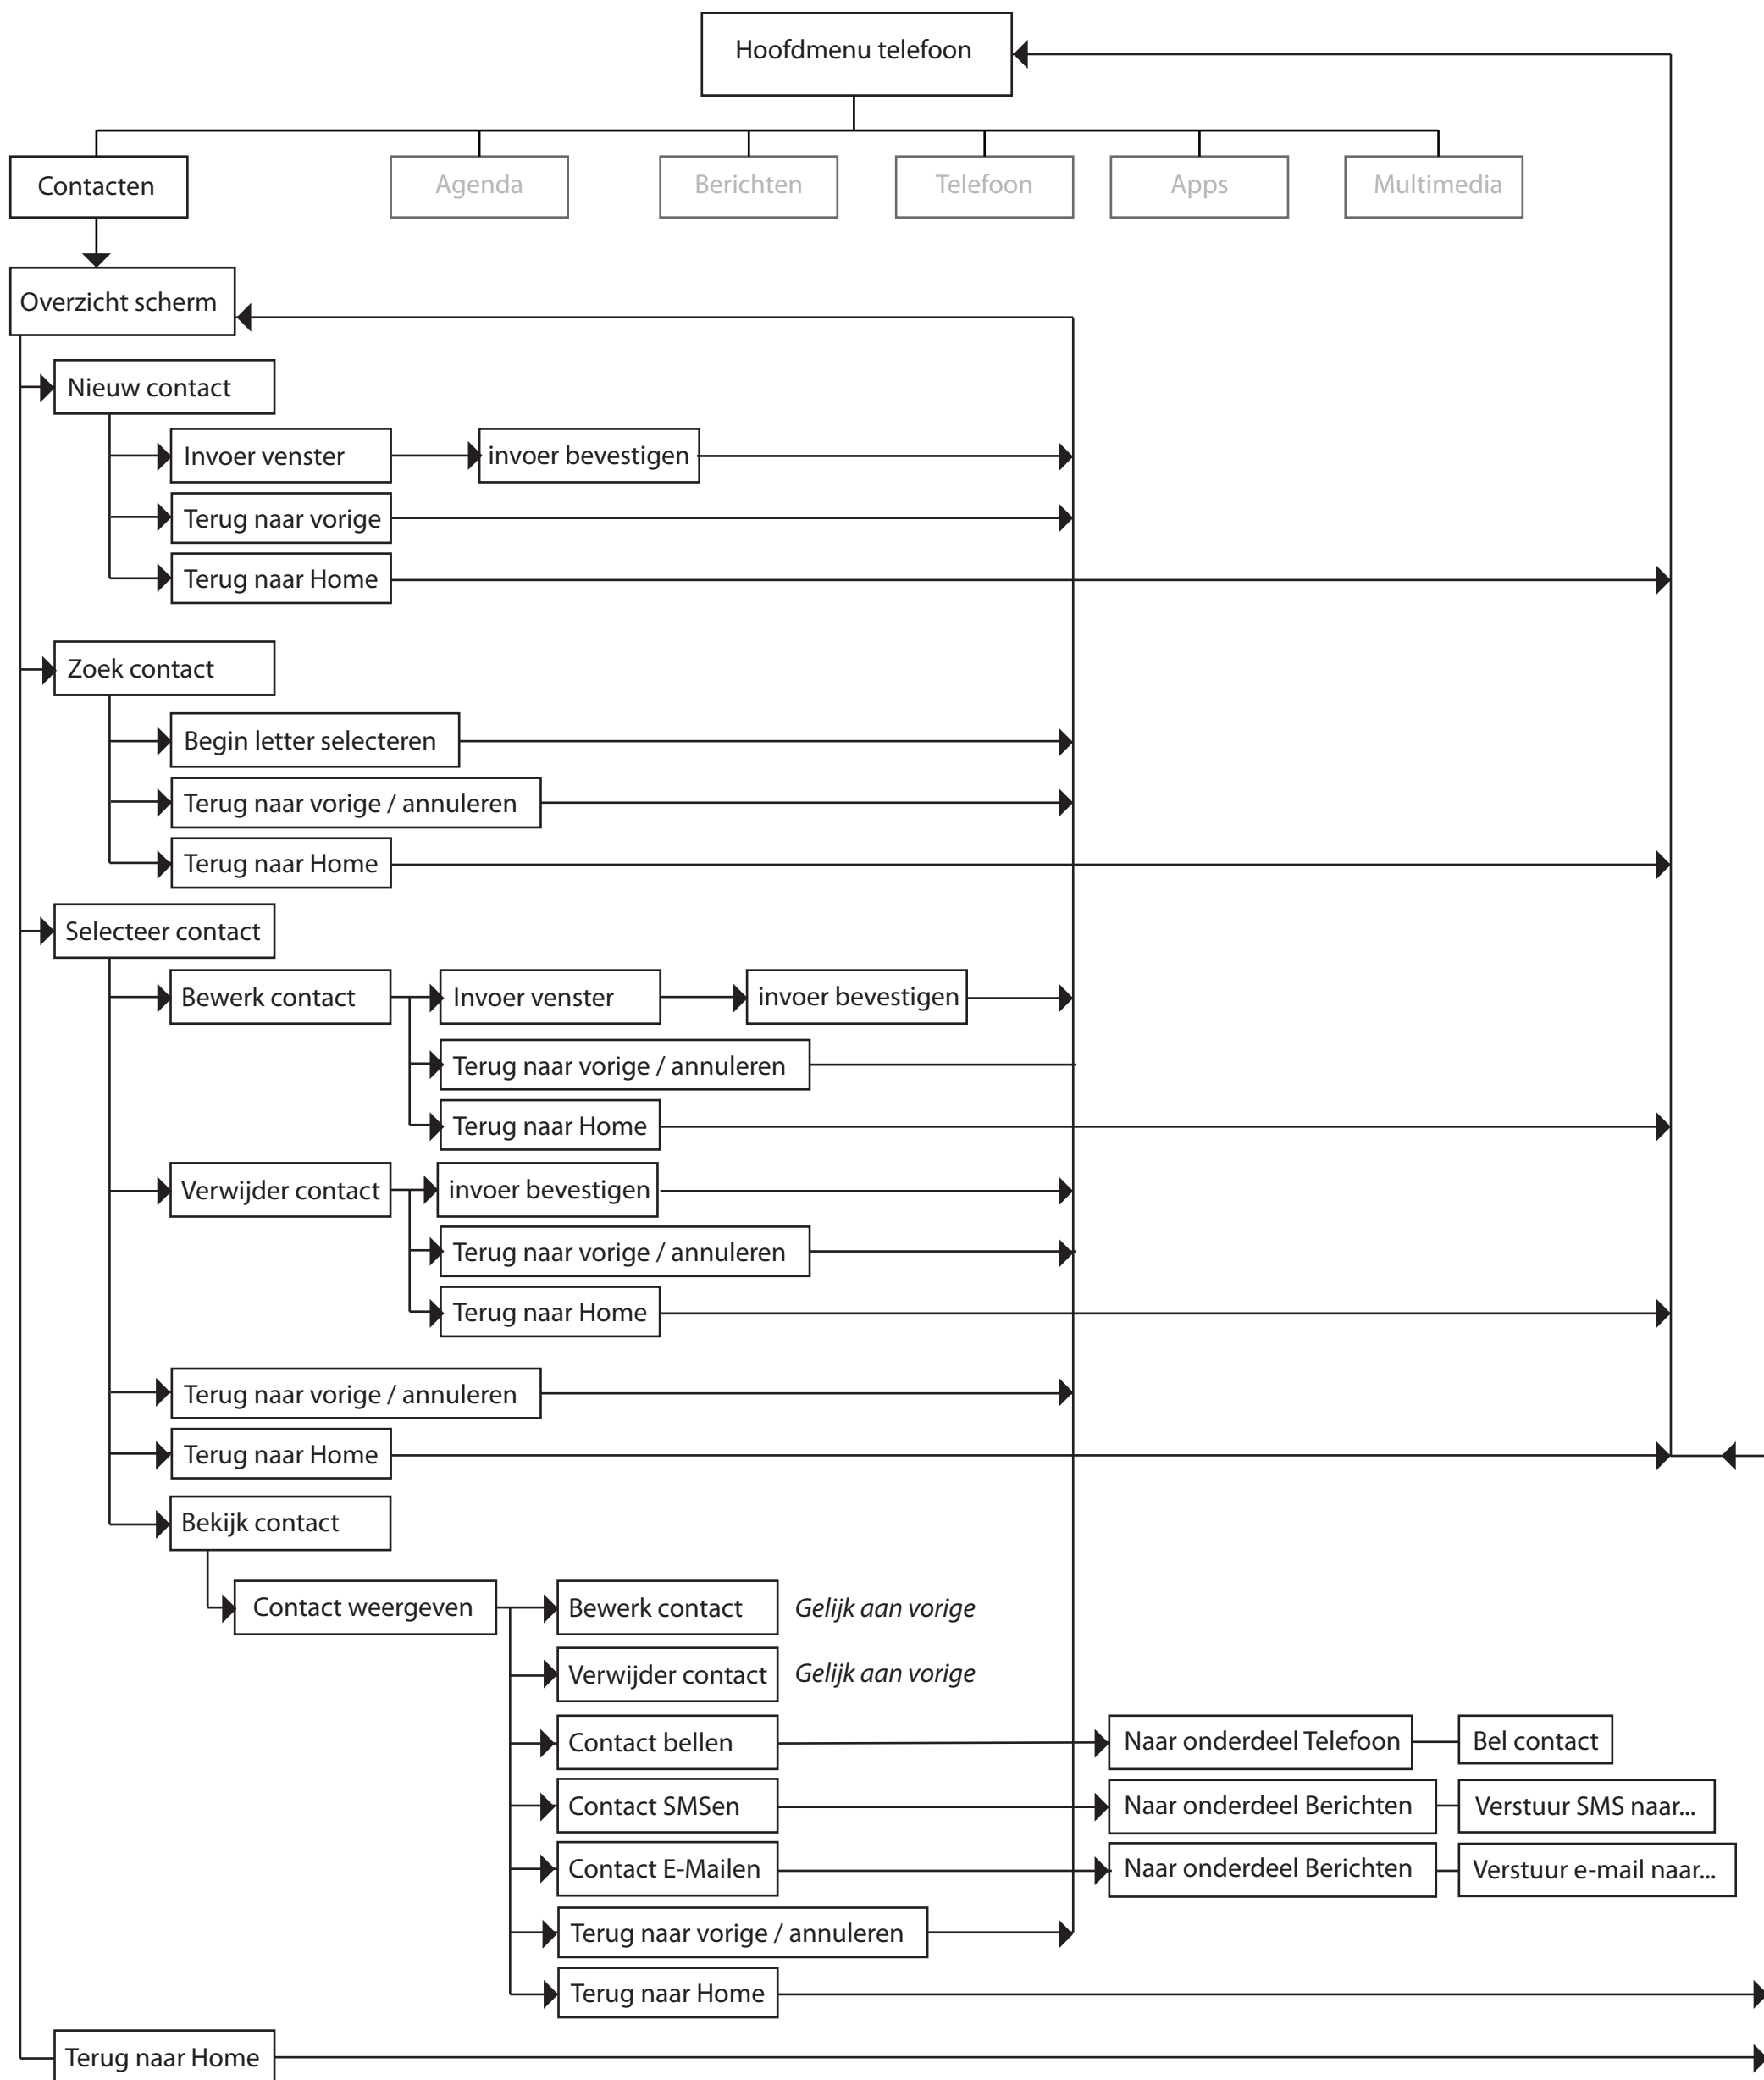 Hoofdmenu telefoon
Contacten
Agenda
Berichten
Telefoon
Apps
Multimedia
Overzicht scherm
Nieuw contact
Invoer venster
invoer bevestigen
Terug naar vorige
Terug naar Home
Zoek contact
Begin letter selecteren
Terug naar vorige / annuleren
Terug naar Home
Selecteer contact
Bewerk contact
Invoer venster
invoer bevestigen
Terug naar vorige / annuleren
Terug naar Home
Verwijder contact
invoer bevestigen
Terug naar vorige / annuleren
Terug naar Home
Terug naar vorige / annuleren
Terug naar Home
Bekijk contact
Contact weergeven
Bewerk contact
Gelijk aan vorige
Verwijder contact
Gelijk aan vorige
Contact bellen
Naar onderdeel Telefoon
Bel contact
Contact SMSen
Naar onderdeel Berichten
Verstuur SMS naar...
Contact E-Mailen
Naar onderdeel Berichten
Verstuur e-mail naar...
Terug naar vorige / annuleren
Terug naar Home
Terug naar Home